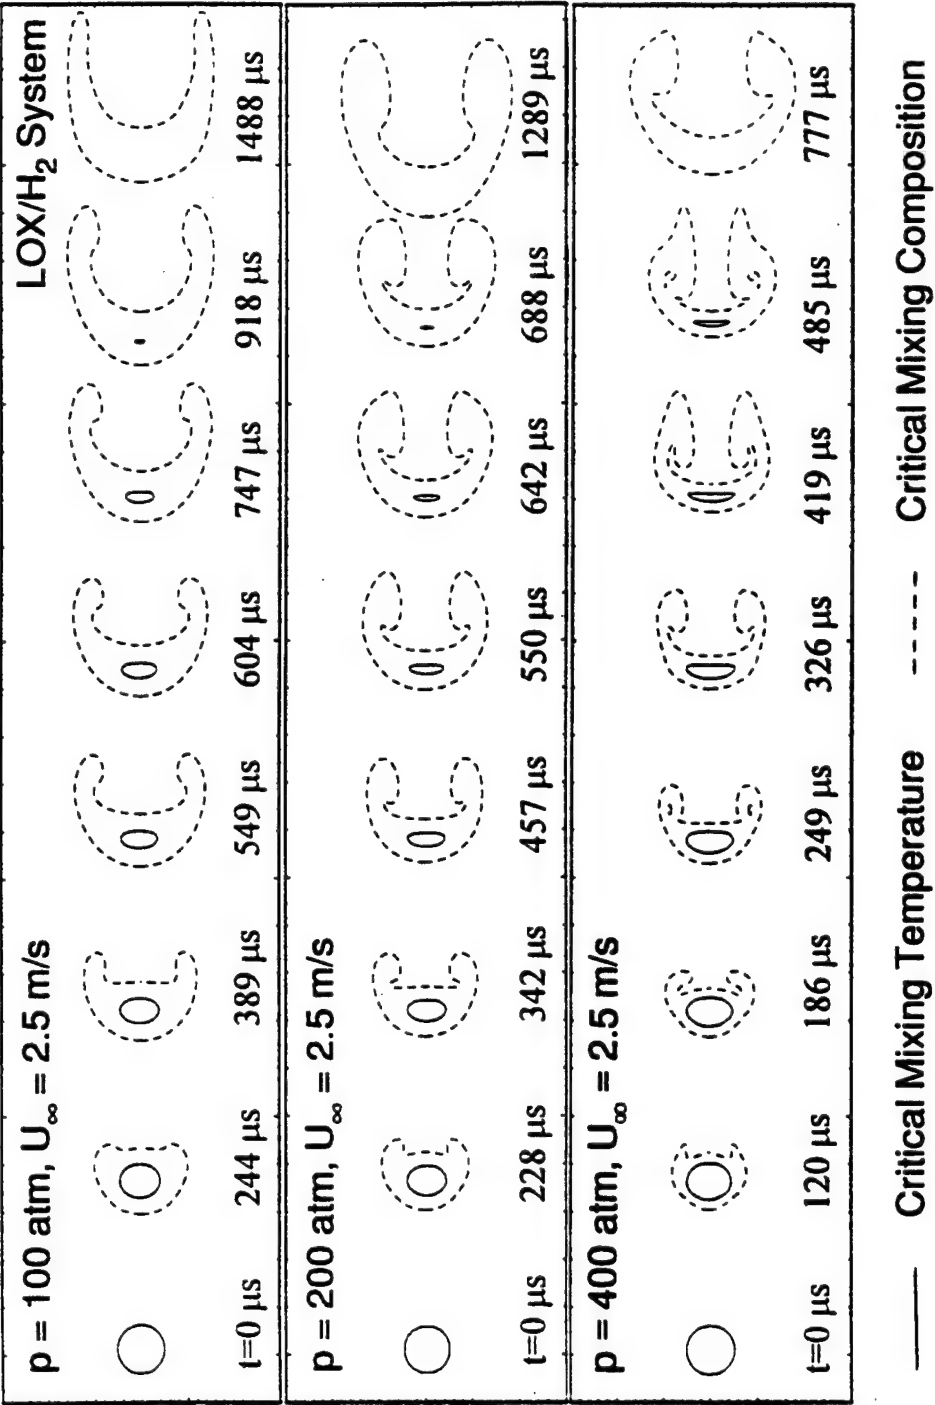 LOX/H₂ System
p = 100 atm, U∞ = 2.5 m/s
t=0 µs 244 µs 389 µs 549 µs 604 µs 747 µs 918 µs 1488 µs
p = 200 atm, U∞ = 2.5 m/s
t=0 µs 228 µs 342 µs 457 µs 550 µs 642 µs 688 µs 1289 µs
p = 400 atm, U∞ = 2.5 m/s
t=0 µs 120 µs 186 µs 249 µs 326 µs 419 µs 485 µs 777 µs
Critical Mixing Temperature Critical Mixing Composition